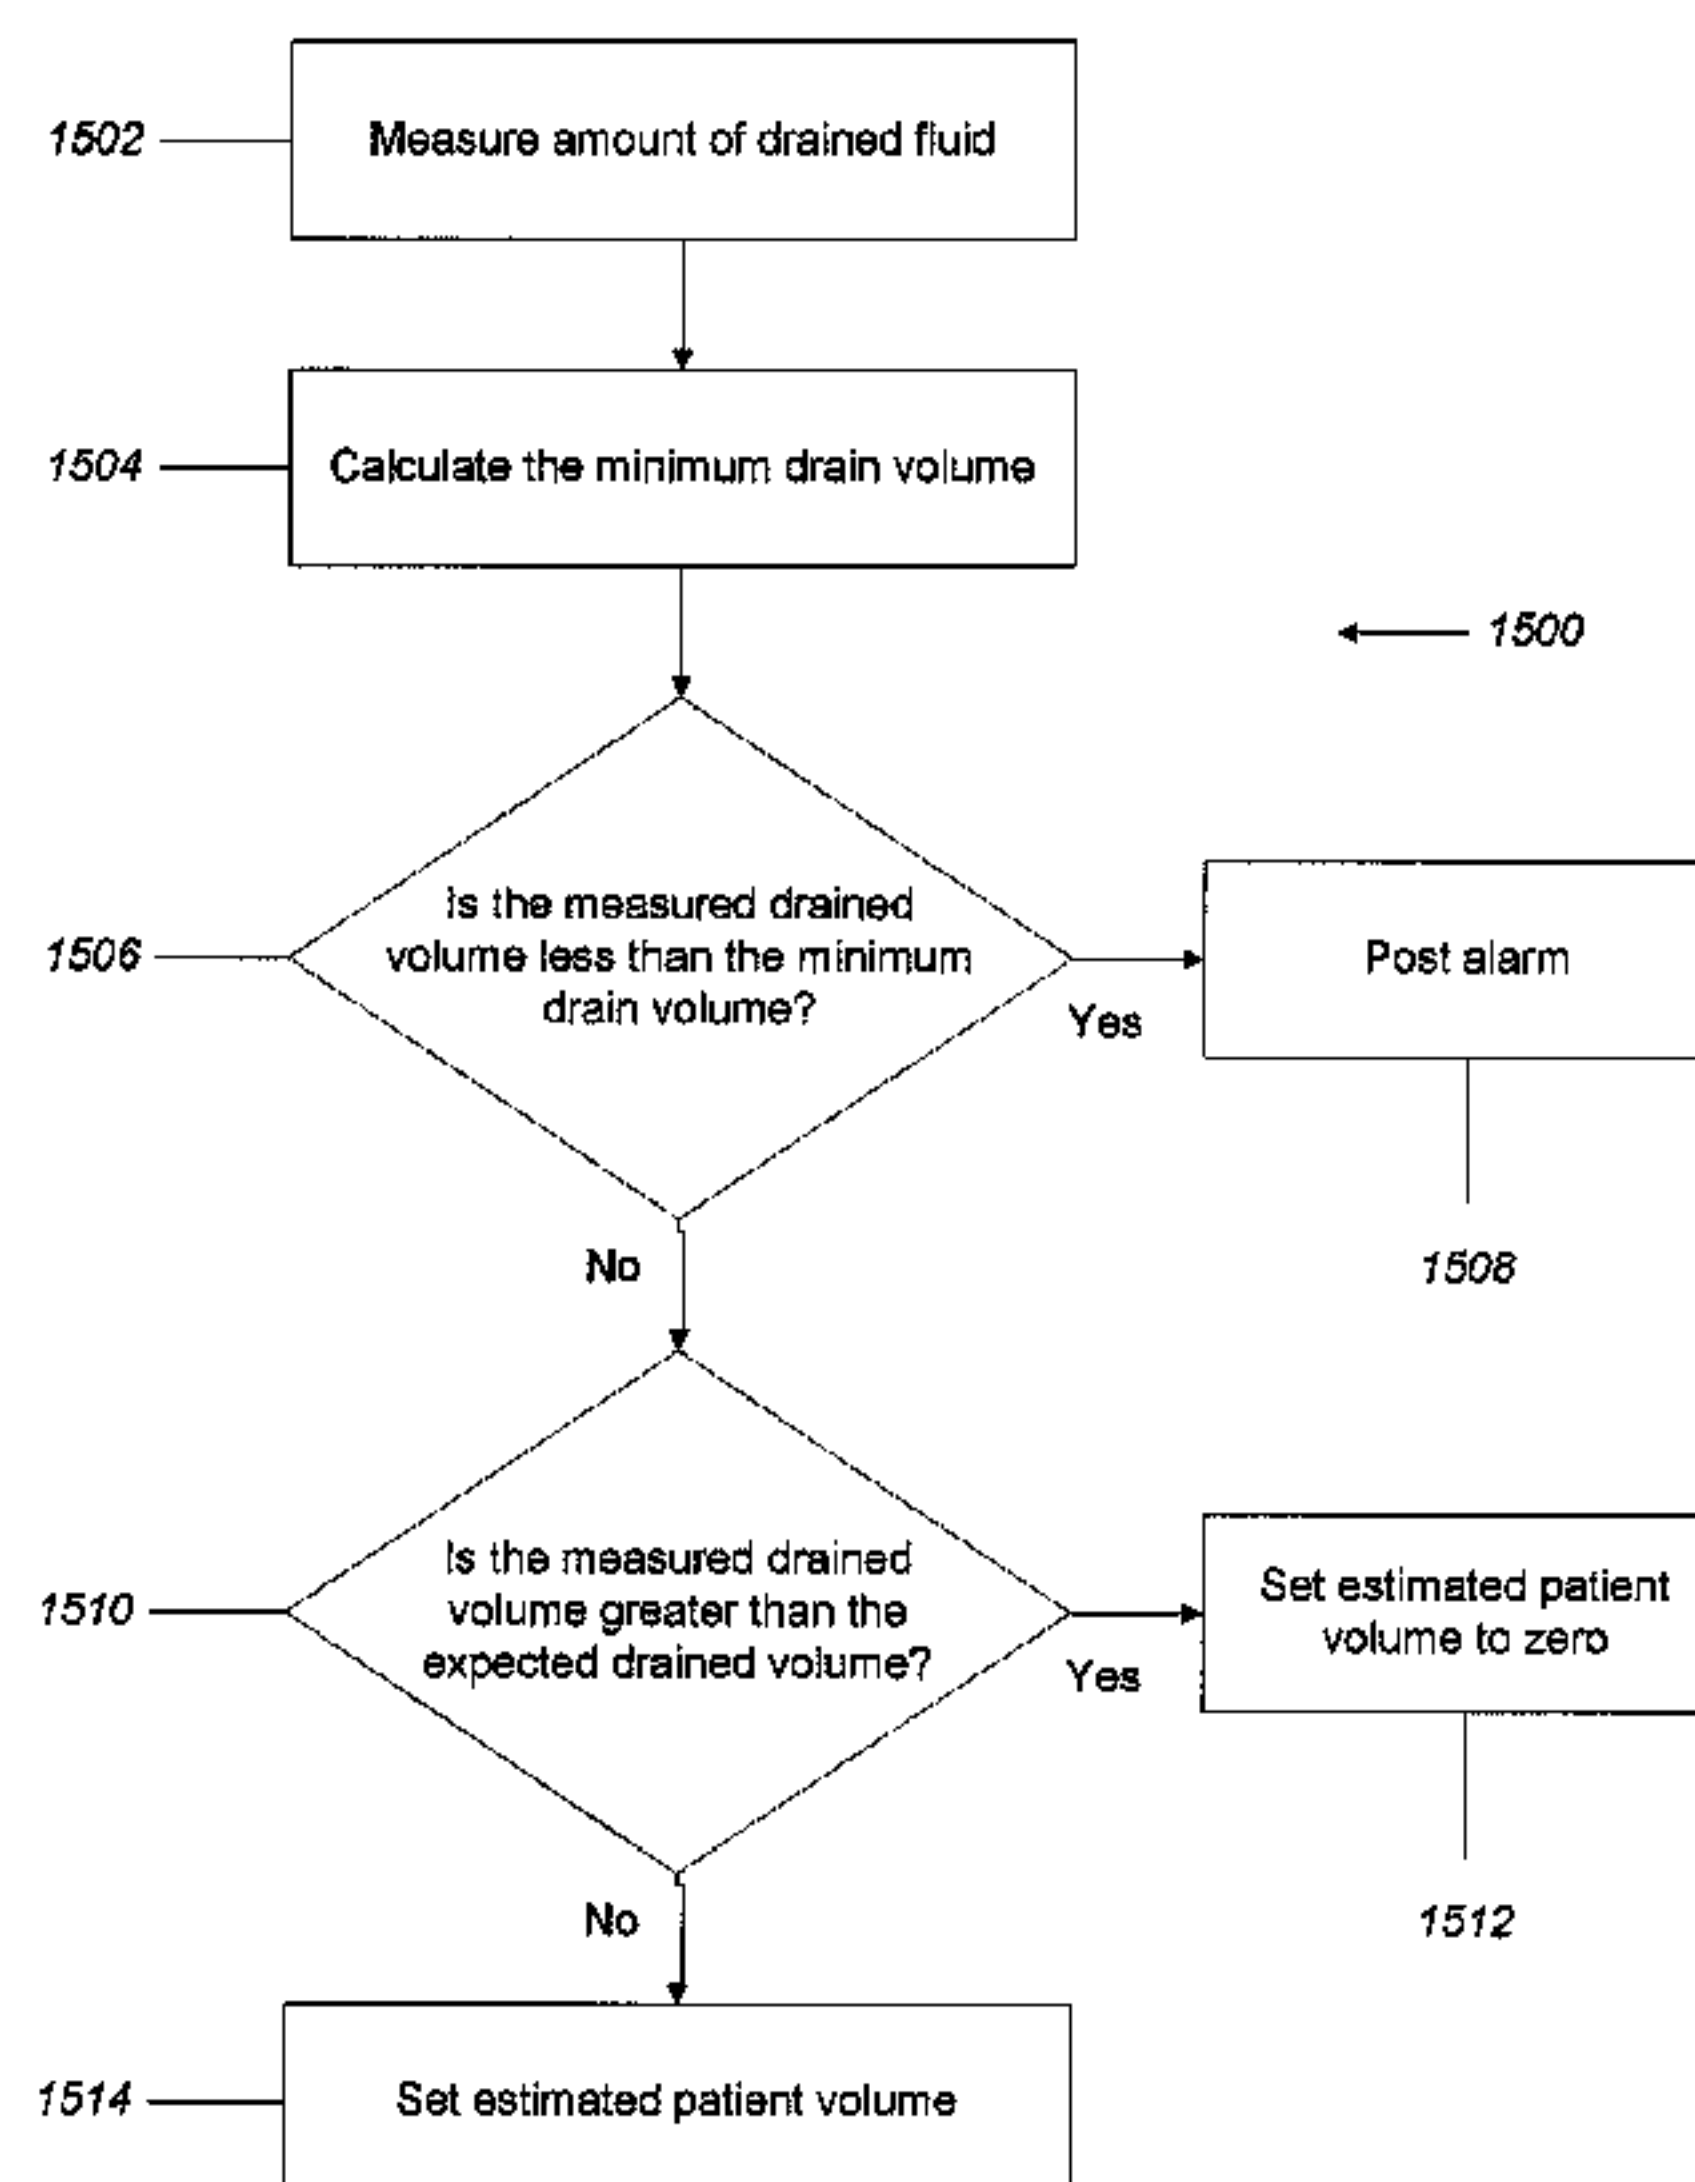 1502
Measure amount of drained fluid
1504
Calculate the minimum drain volume
1500
1506
Is the measured drained
volume less than the minimum
drain volume?
Yes
Post alarm
1508
No
1510
Is the measured drained
volume greater than the
expected drained volume?
Yes
Set estimated patient
volume to zero
1512
No
1514
Set estimated patient volume